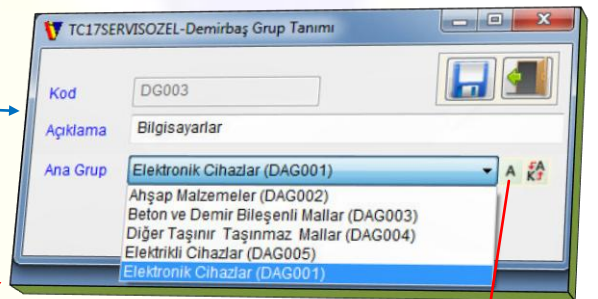 TC17SERVISOZEL-Demirbaş Grup Tanımı
Kod DG003
Açıklama Bilgisayarlar
Ana Grup Elektronik Cihazlar (DAG001) A A K
Ahşap Malzemeler (DAG002)
Beton ve Demir Bileşenli Mallar (DAG003)
Diğer Taşınır Taşınmaz Malları (DAG004)
Elektrikli Cihazlar (DAG005)
Elektronik Cihazlar (DAG001)